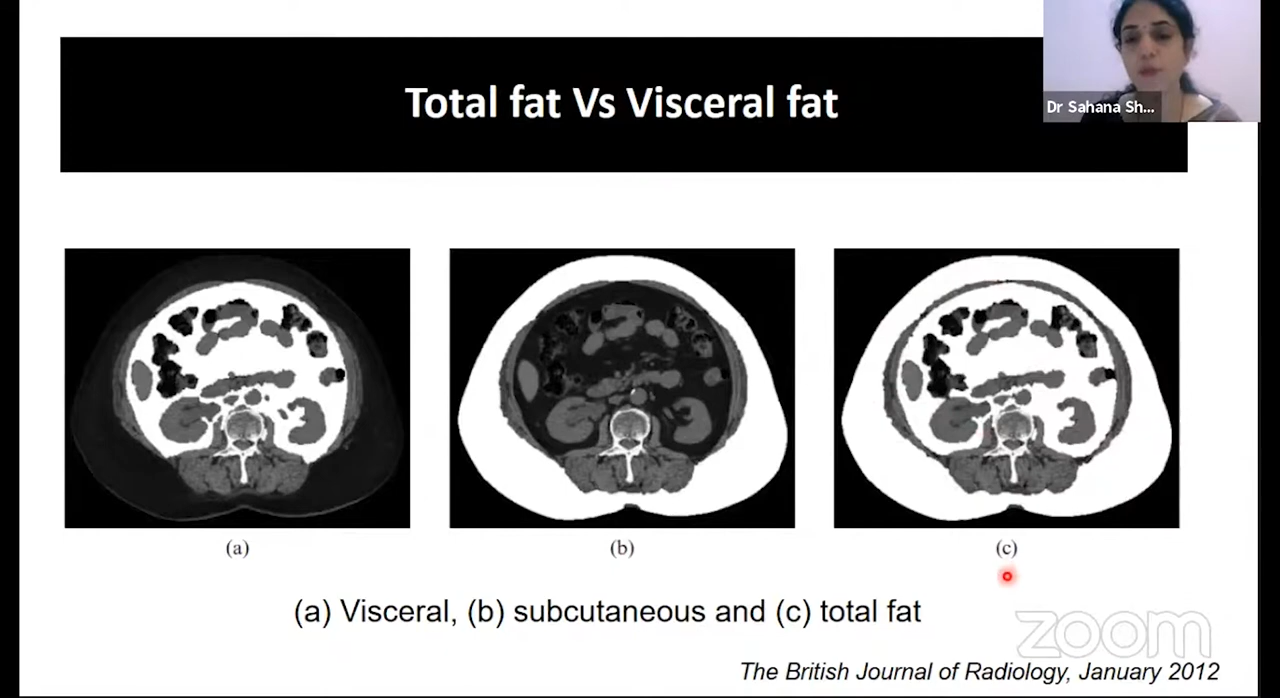 Total fat Vs Visceral fat
Dr Sahana Sh...
(a)
(b)
(c)
(a) Visceral, (b) subcutaneous and (c) total fat
zoom
The British Journal of Radiology, January 2012